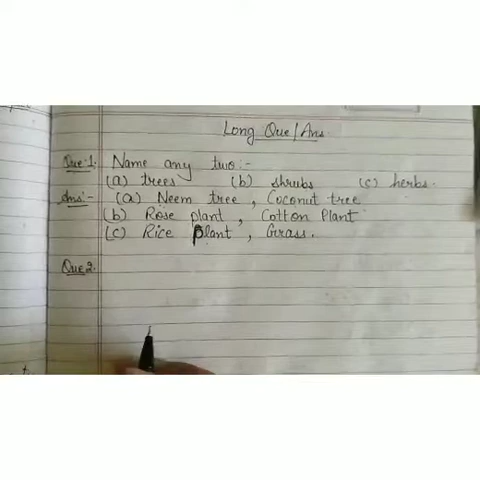 Long Que/Ans.
Que:1. Name any two:-
(a) trees (b) shrubs (c) herbs.
Ans:- (a) Neem tree, Coconut tree
(b) Rose plant, Cotton Plant
(c) Rice plant, Grass.
Que 2.